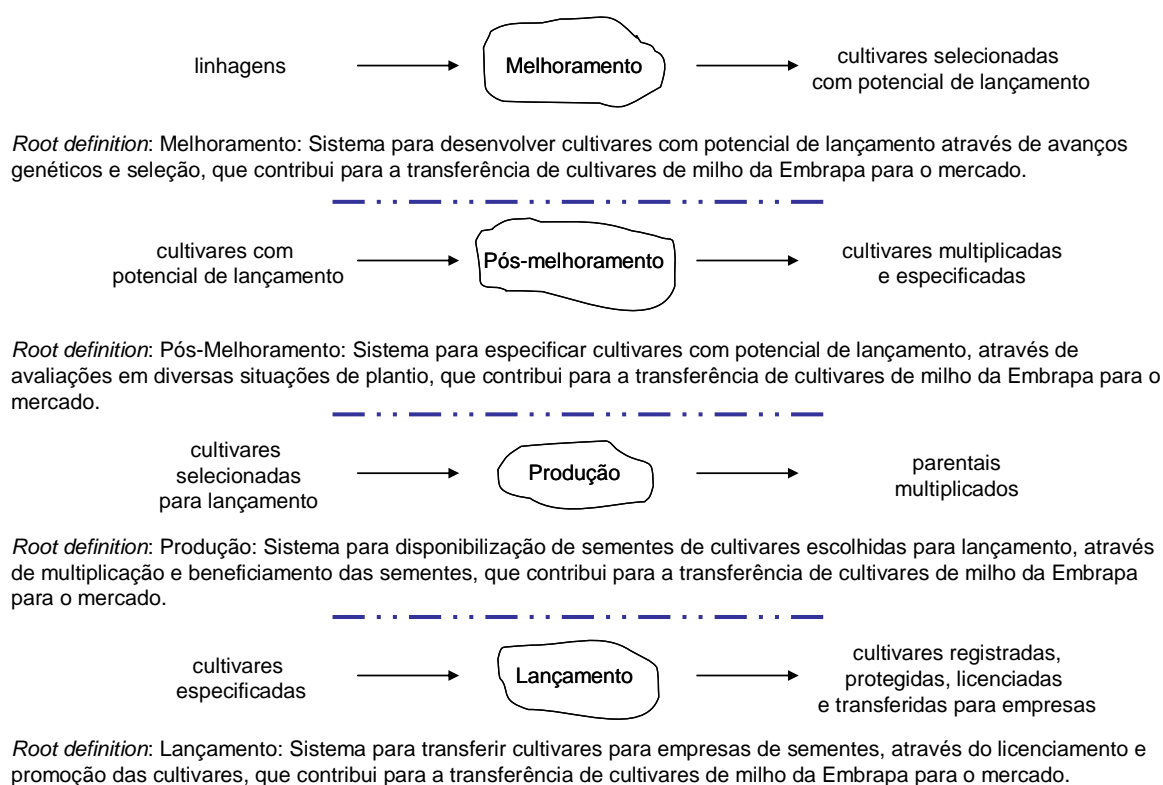 linhagens
Melhoramento
cultivares selecionadas
com potencial de lançamento
Root definition: Melhoramento: Sistema para desenvolver cultivares com potencial de lançamento através de avanços
genéticos e seleção, que contribui para a transferência de cultivares de milho da Embrapa para o mercado.
cultivares com
potencial de lançamento
Pós-melhoramento
cultivares multiplicadas
e especificadas
Root definition: Pós-Melhoramento: Sistema para especificar cultivares com potencial de lançamento, através de
avaliações em diversas situações de plantio, que contribui para a transferência de cultivares de milho da Embrapa para o
mercado.
cultivares
selecionadas
para lançamento
Produção
parentais
multiplicados
Root definition: Produção: Sistema para disponibilização de sementes de cultivares escolhidas para lançamento, através
de multiplicação e beneficiamento das sementes, que contribui para a transferência de cultivares de milho da Embrapa
para o mercado.
cultivares
especificadas
Lançamento
cultivares registradas,
protegidas, licenciadas
e transferidas para empresas
Root definition: Lançamento: Sistema para transferir cultivares para empresas de sementes, através do licenciamento e
promoção das cultivares, que contribui para a transferência de cultivares de milho da Embrapa para o mercado.